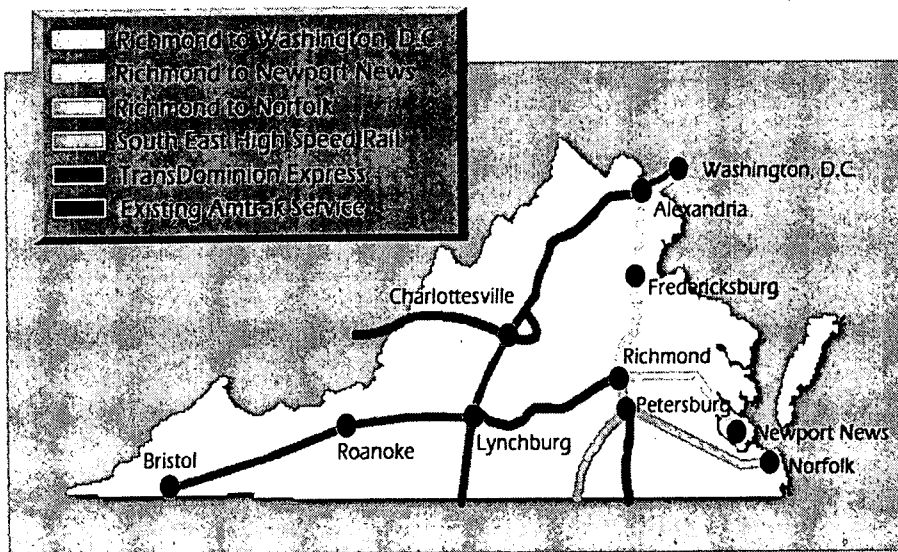 Richmond to Washington, D.C.
Richmond to Newport News
Richmond to Norfolk
South East High Speed Rail
TransDominion Express
Existing Amtrak Service
Washington, D.C.
Alexandria
Fredericksburg
Charlottesville
Richmond
Petersburg
Newport News
Norfolk
Lynchburg
Roanoke
Bristol